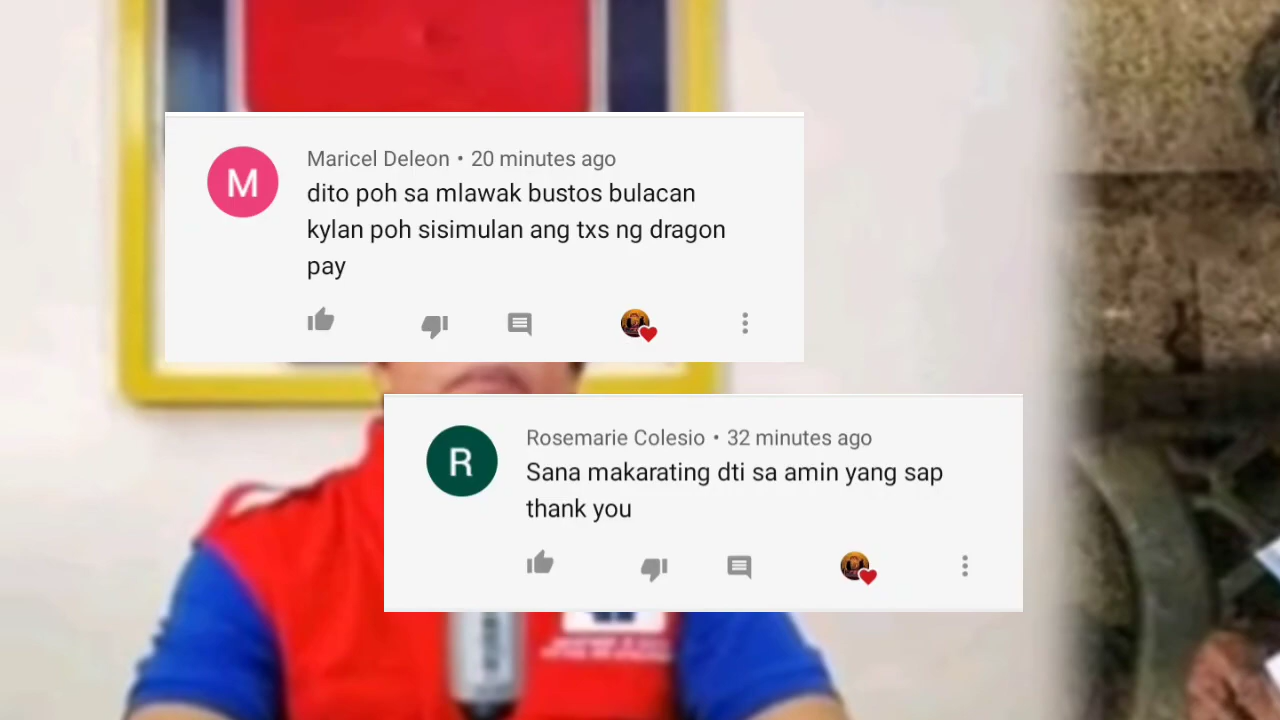 M
Maricel Deleon • 20 minutes ago
dito poh sa mlawak bustos bulacan
kylan poh sisimulan ang txs ng dragon
pay
R
Rosemarie Colesio • 32 minutes ago
Sana makarating dti sa amin yang sap
thank you